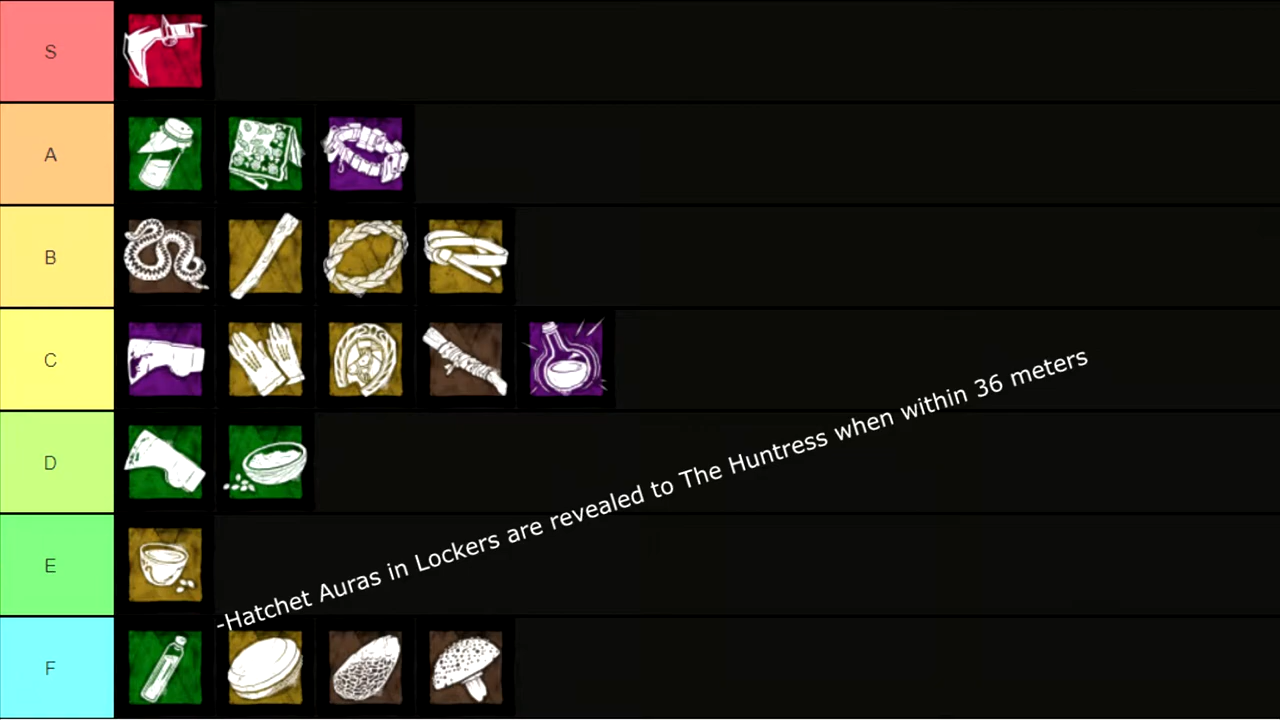 S
A
B
C
D
E
F
-Hatchet Auras in Lockers are revealed to The Huntress when within 36 meters